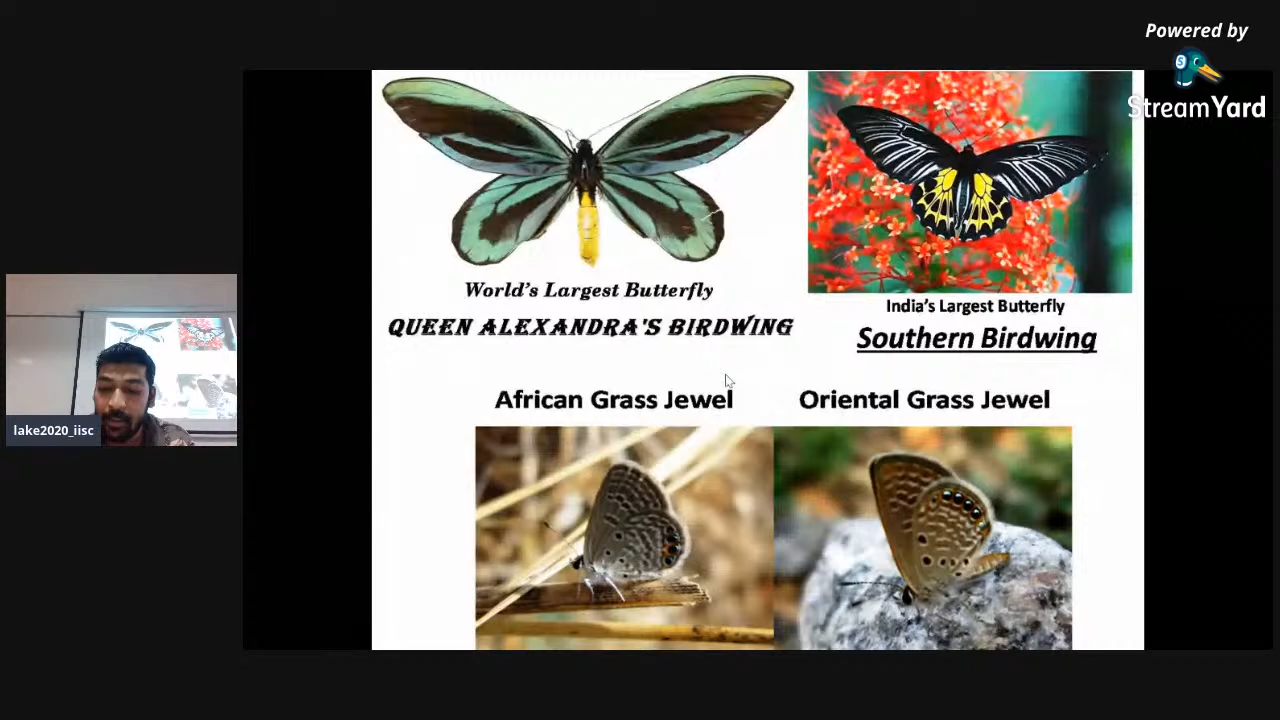 Powered by
StreamYard
World's Largest Butterfly
QUEEN ALEXANDRA'S BIRDWING
India's Largest Butterfly
Southern Birdwing
African Grass Jewel
Oriental Grass Jewel
lake2020_iisc